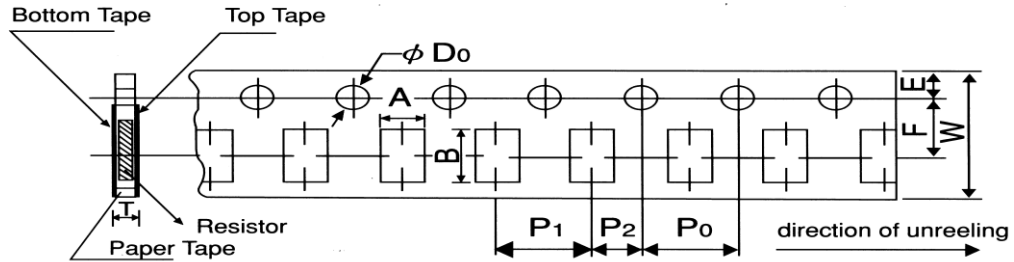 Bottom Tape
Top Tape
ϕ D0
A
B
E
F
W
T
Resistor
Paper Tape
P1
P2
P0
direction of unreeling